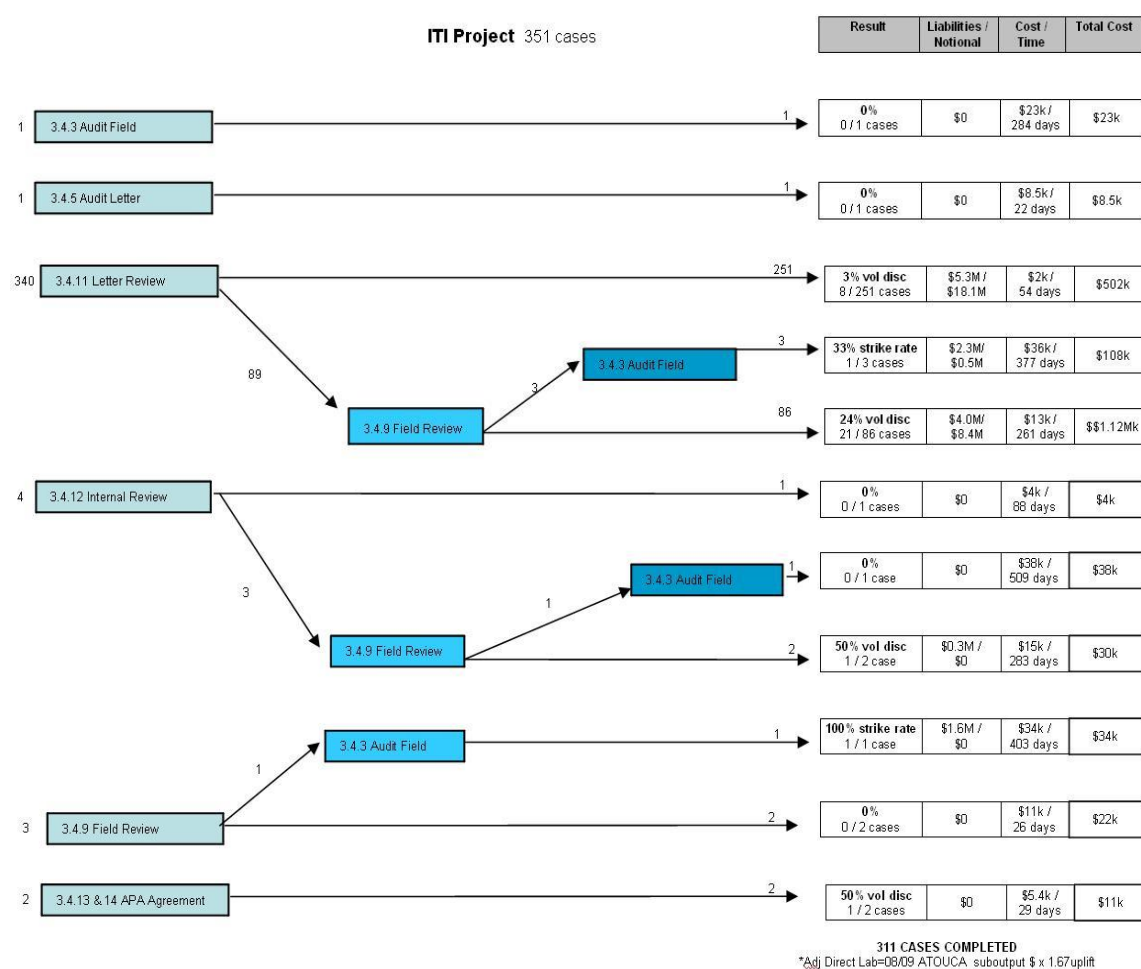 ITI Project 351 cases
Result
Liabilities / Notional
Cost / Time
Total Cost
1
3.4.3 Audit Field
1
0%
0 / 1 cases
$0
$23k /
284 days
$23k
1
3.4.5 Audit Letter
1
0%
0 / 1 cases
$0
$8.5k /
22 days
$8.5k
340
3.4.11 Letter Review
251
3% vol disc
8 / 251 cases
$5.3M /
$18.1M
$2k /
54 days
$502k
89
3.4.3 Audit Field
3
3
33% strike rate
1 / 3 cases
$2.3M/
$0.5M
$36k /
377 days
$108k
3.4.9 Field Review
86
24% vol disc
21 / 86 cases
$4.0M/
$8.4M
$13k /
261 days
$$1.12Mk
4
3.4.12 Internal Review
1
0%
0 / 1 cases
$0
$4k /
88 days
$4k
3
3.4.3 Audit Field
1
1
0%
0 / 1 case
$0
$38k /
509 days
$38k
3.4.9 Field Review
2
50% vol disc
1 / 2 case
$0.3M /
$0
$15k /
283 days
$30k
3.4.3 Audit Field
1
1
100% strike rate
1 / 1 case
$1.6M /
$0
$34k /
403 days
$34k
3
3.4.9 Field Review
2
0%
0 / 2 cases
$0
$11k /
26 days
$22k
2
3.4.13 & 14 APA Agreement
2
50% vol disc
1 / 2 cases
$0
$5.4k /
29 days
$11k
311 CASES COMPLETED
*Adj Direct Lab=08/09 ATOUCA suboutput $ x 1.67uplift